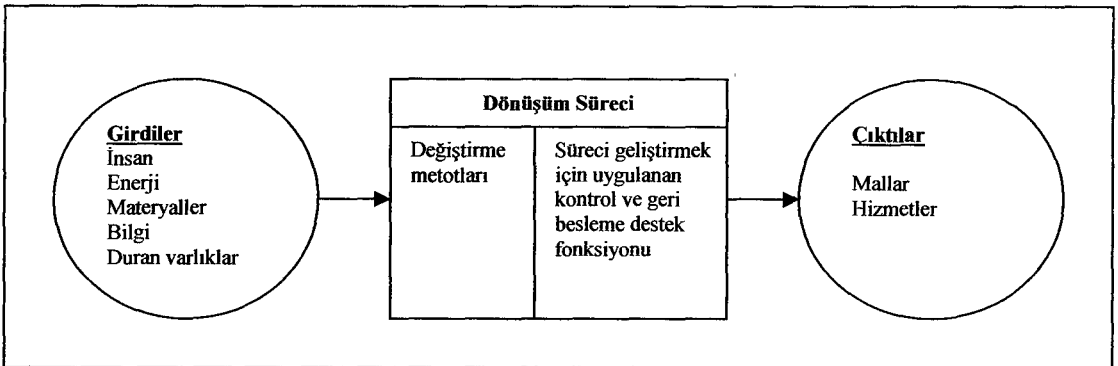 Girdiler
İnsan
Enerji
Materyaller
Bilgi
Duran varlıklar
Dönüşüm Süreci
Değiştirme
metotları
Süreci geliştirmek
için uygulanan
kontrol ve geri
besleme destek
fonksiyonu
Çıktılar
Mallar
Hizmetler